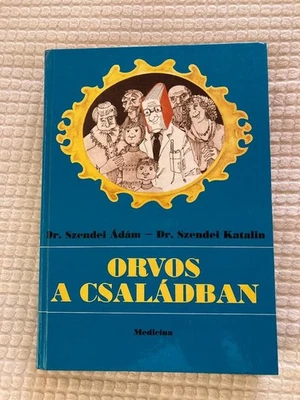 Dr. Szendei Ádám – Dr. Szendei Katalin
ORVOS
A CSALÁDBAN
Medicina